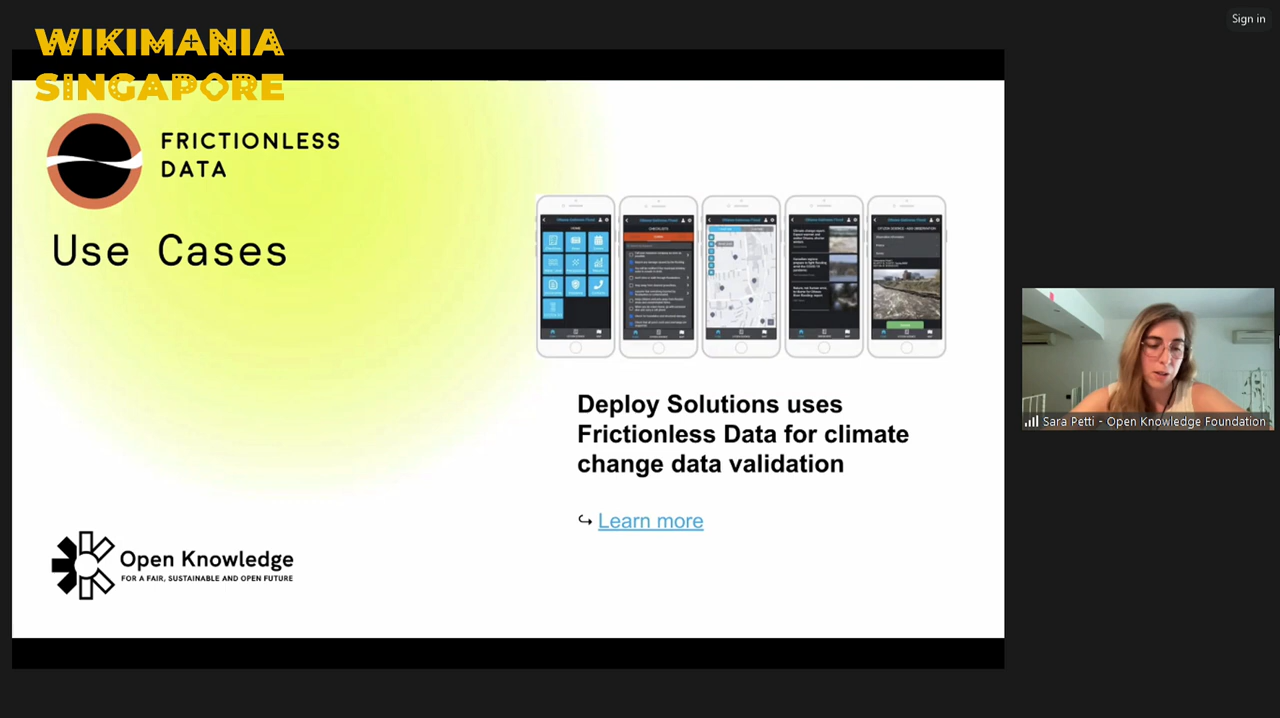 Sign in
WIKIMANIA
SINGAPORE
FRICTIONLESS
DATA
Use Cases
CHECKLISTS
Deploy Solutions uses
Frictionless Data for climate
change data validation
↪ Learn more
Open Knowledge
FOR A FAIR, SUSTAINABLE AND OPEN FUTURE
Sara Petti - Open Knowledge Foundation